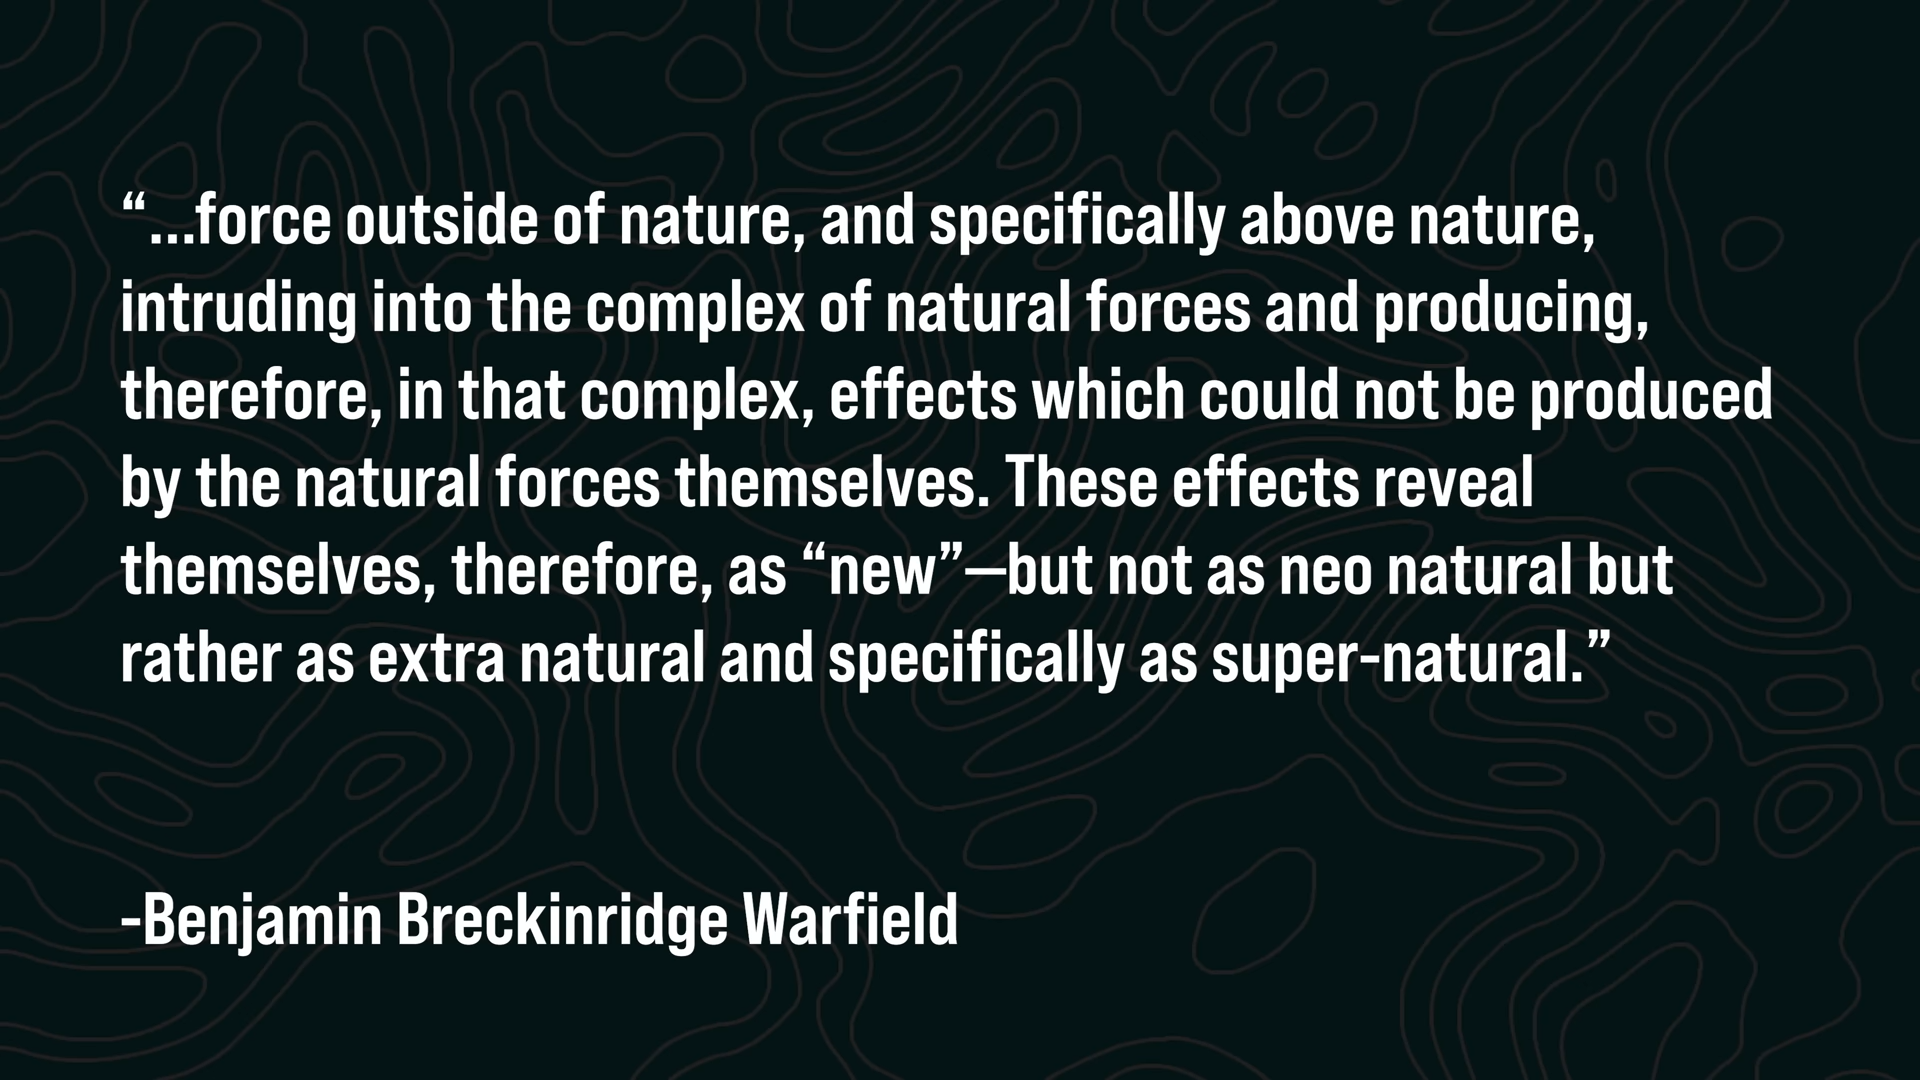 “...force outside of nature, and specifically above nature,
intruding into the complex of natural forces and producing,
therefore, in that complex, effects which could not be produced
by the natural forces themselves. These effects reveal
themselves, therefore, as “new”—but not as neo natural but
rather as extra natural and specifically as super-natural.”
-Benjamin Breckinridge Warfield